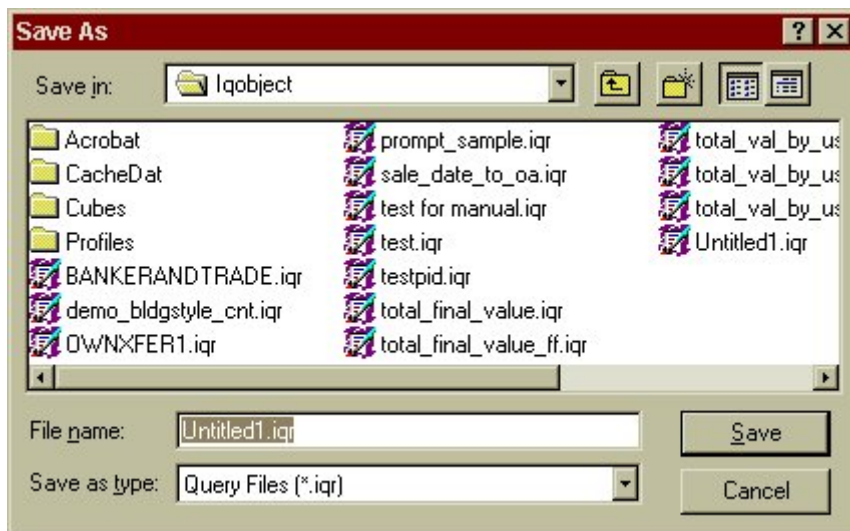 Save As
Save in: Iqobject
Acrobat prompt_sample.iqr total_val_by_us
CacheDat sale_date_to_oa.iqr total_val_by_us
Cubes test for manual.iqr total_val_by_us
Profiles test.iqr Untitled1.iqr
BANKERANDTRADE.iqr testpid.iqr
demo_bldgstyle_cnt.iqr total_final_value.iqr
OWNXFER1.iqr total_final_value_ff.iqr
File name: Untitled1.iqr Save
Save as type: Query Files (*.iqr) Cancel